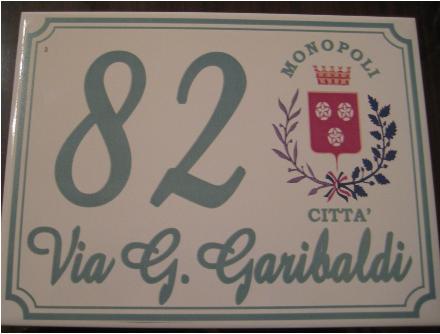 82
MONOPOLI
CITTA'
Via G. Garibaldi